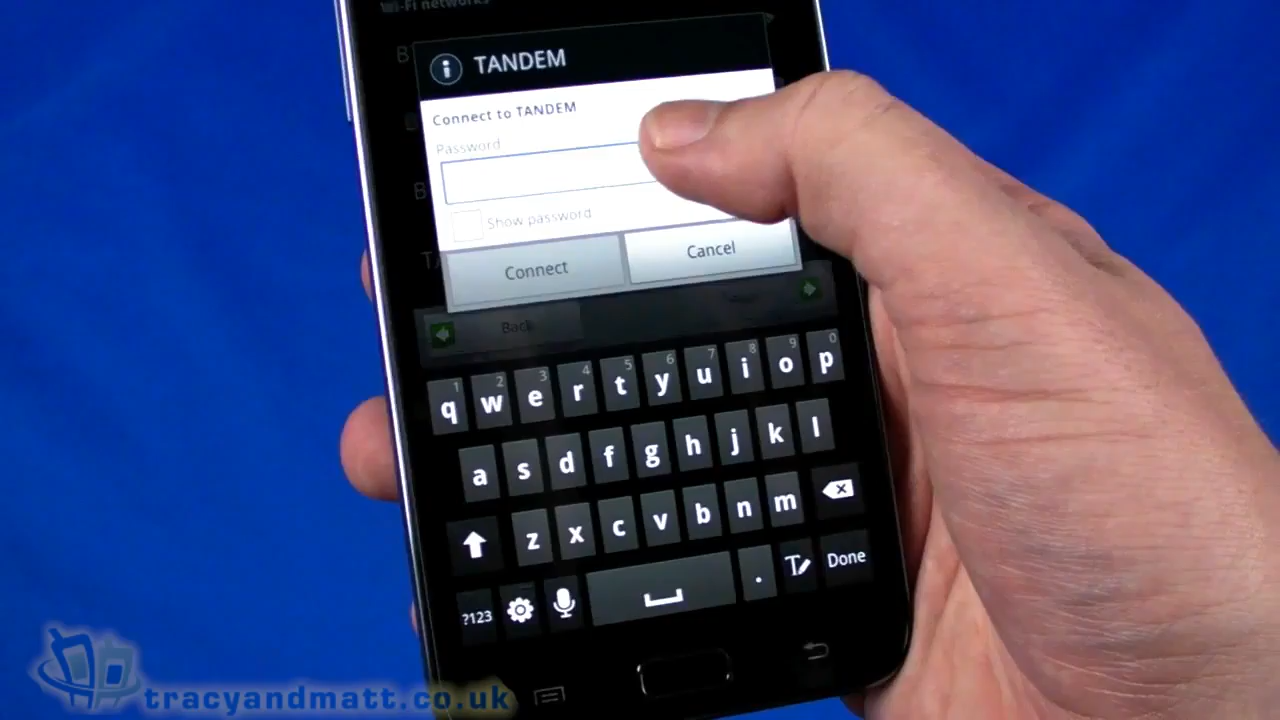 Wi-Fi networks
TANDEM
Connect to TANDEM
Password
Show password
Connect
Cancel
Back
1 2 3 4 5 6 7 8 9 0
q w e r t y u i o p
a s d f g h j k l
z x c v b n m
?123 . T Done
tracyandmatt.co.uk